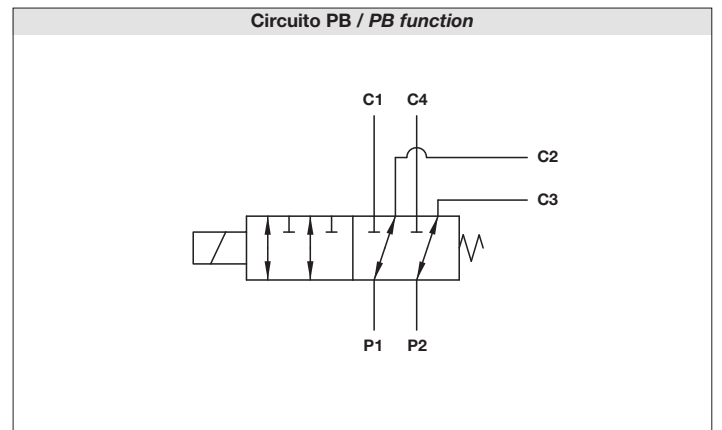 Circuito PB / PB function
C1 C4
C2
C3
P1 P2